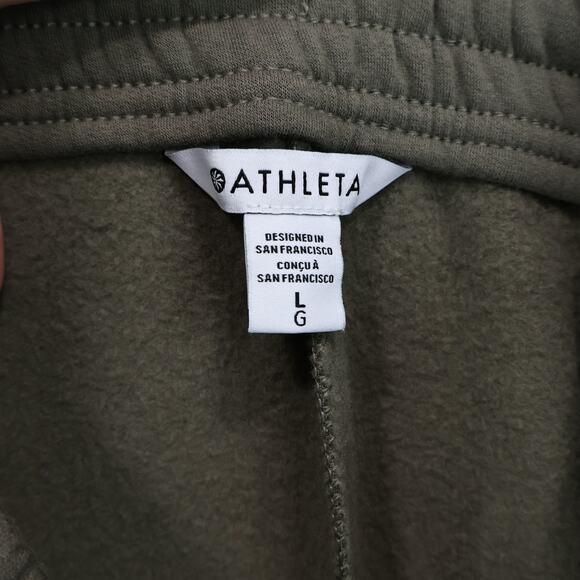 ATHLETA
DESIGNED IN
SAN FRANCISCO
CONÇU À
SAN FRANCISCO
L
G